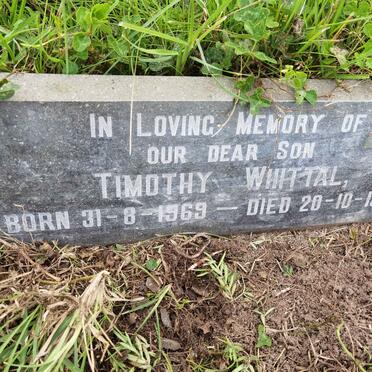 IN LOVING MEMORY OF
OUR DEAR SON
TIMOTHY WHITTAL,
BORN 31-8-1969 — DIED 20-10-1